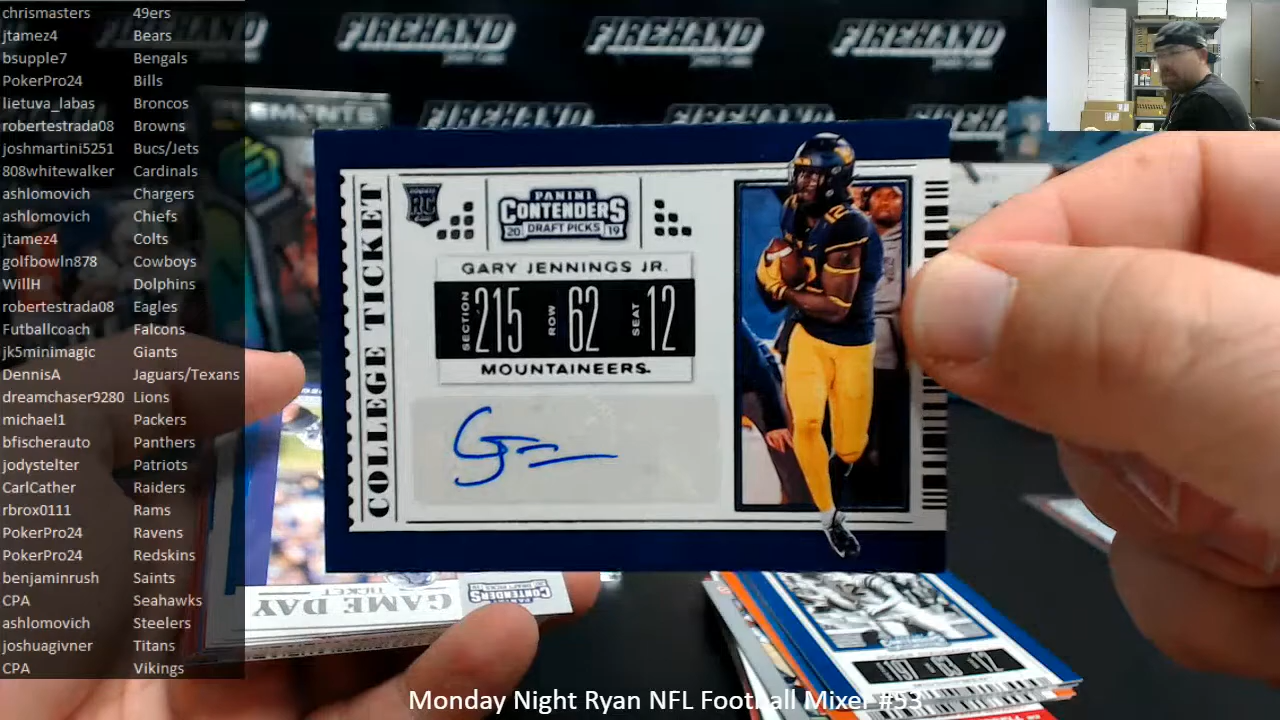 chrismasters 49ers
jtamez4 Bears
bsupple7 Bengals
PokerPro24 Bills
lietuva_labas Broncos
robertestrada08 Browns
joshmartini5251 Bucs/Jets
808whitewalker Cardinals
ashlomovich Chargers
ashlomovich Chiefs
jtamez4 Colts
golfbowln878 Cowboys
WillH Dolphins
robertestrada08 Eagles
Futballcoach Falcons
jk5minimagic Giants
DennisA Jaguars/Texans
dreamchaser9280 Lions
michael1 Packers
bfischerauto Panthers
jodystelter Patriots
CarlCather Raiders
rbrox0111 Rams
PokerPro24 Ravens
PokerPro24 Redskins
benjaminrush Saints
CPA Seahawks
ashlomovich Steelers
joshuagivner Titans
CPA Vikings
FIREHAND FIREHAND FIREHAND
COLLEGE TICKET
RC
PANINI
CONTENDERS
20 DRAFT PICKS 19
GARY JENNINGS JR.
SECTION 215 ROW 62 SEAT 12
MOUNTAINEERS
12
GAME DAY
TICKET
CONTENDERS
Monday Night Ryan NFL Football Mixer #53